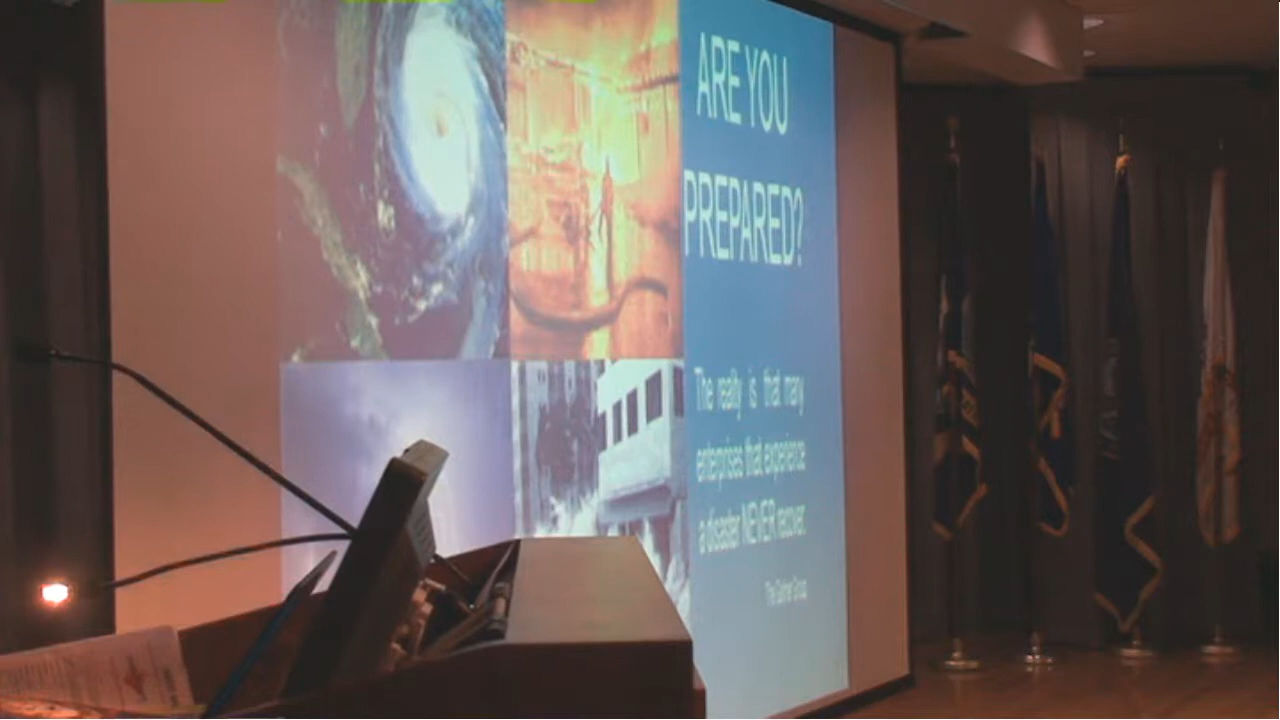 ARE YOU
PREPARED?
The reality is that many
enterprises that experience
a disaster NEVER recover.
The Gartner Group